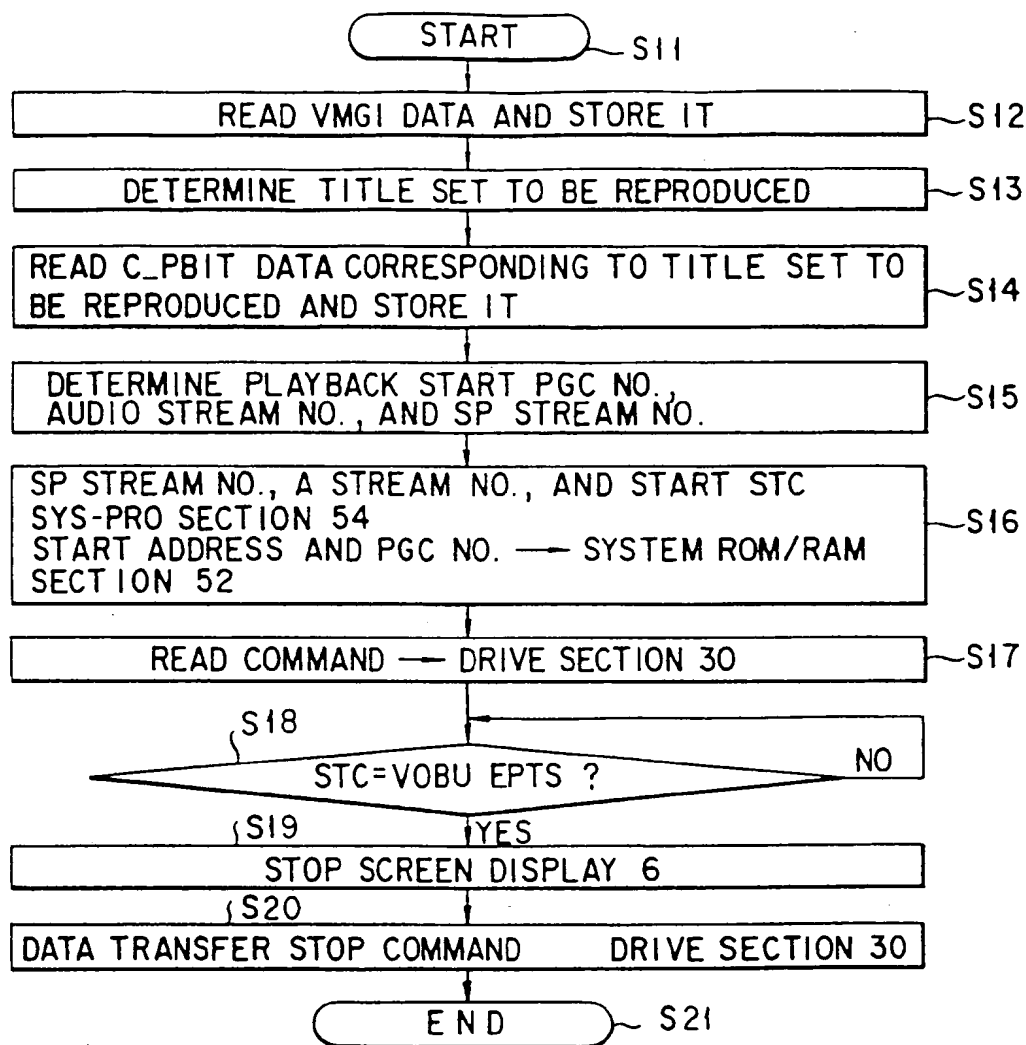 START
S11
READ VMGI DATA AND STORE IT
S12
DETERMINE TITLE SET TO BE REPRODUCED
S13
READ C_PBIT DATA CORRESPONDING TO TITLE SET TO
BE REPRODUCED AND STORE IT
S14
DETERMINE PLAYBACK START PGC NO.,
AUDIO STREAM NO., AND SP STREAM NO.
S15
SP STREAM NO., A STREAM NO., AND START STC
SYS-PRO SECTION 54
START ADDRESS AND PGC NO. → SYSTEM ROM/RAM
SECTION 52
S16
READ COMMAND → DRIVE SECTION 30
S17
S18
STC=VOBU EPTS ?
NO
YES
S19
STOP SCREEN DISPLAY 6
S20
DATA TRANSFER STOP COMMAND DRIVE SECTION 30
END
S21